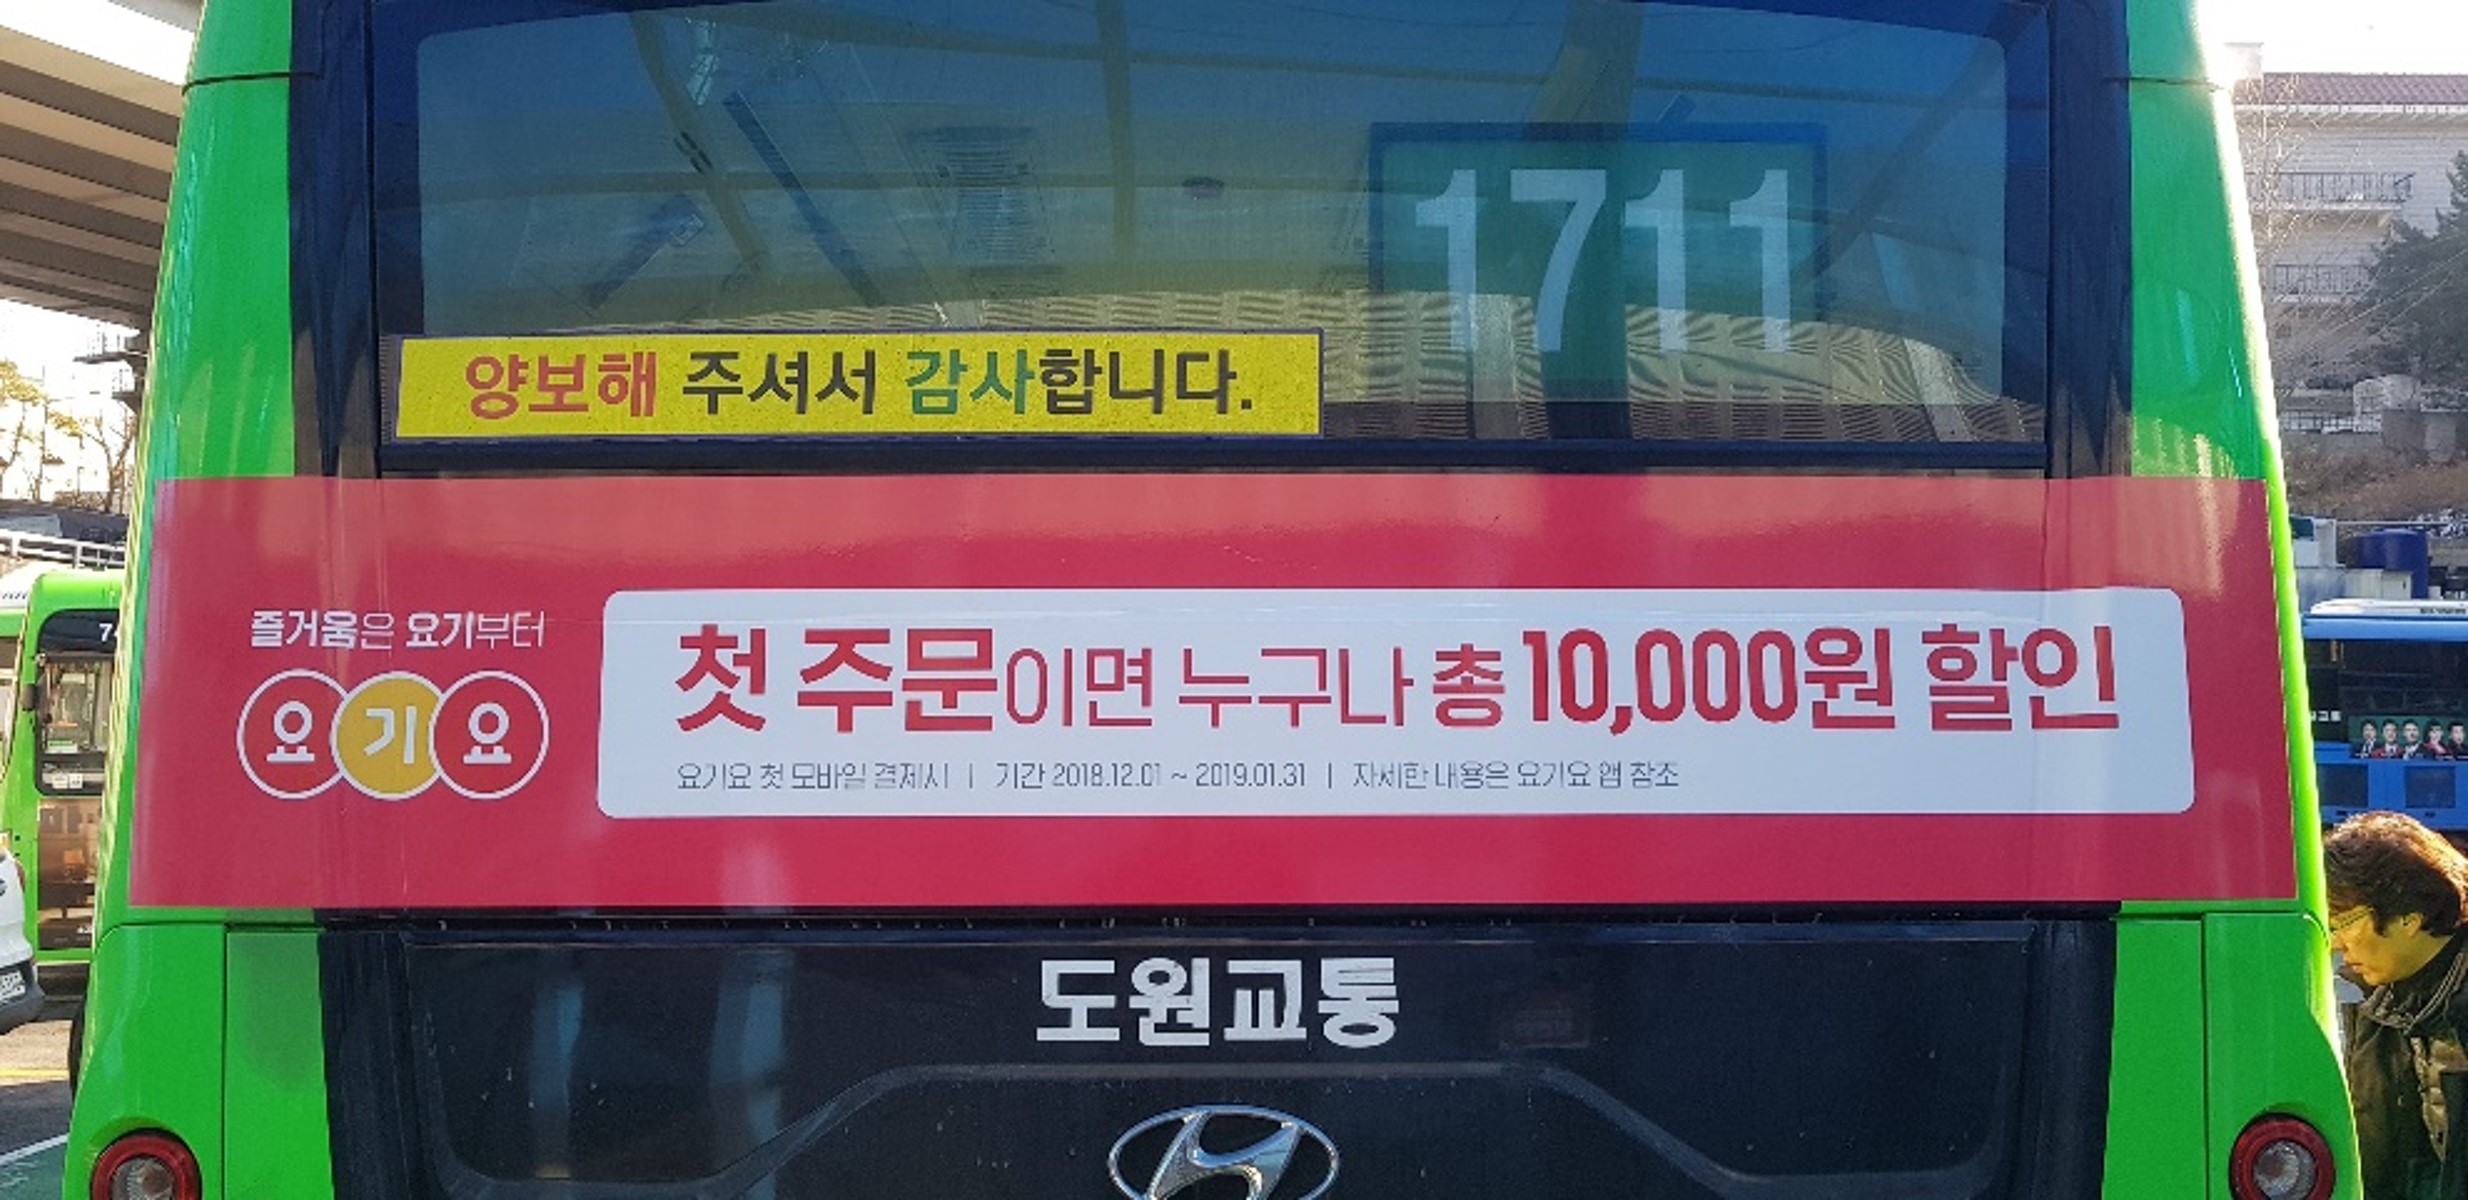 1711
양보해 주셔서 감사합니다.
즐거움은 요기부터
요기요
첫 주문이면 누구나 총 10,000원 할인
요기요 첫 모바일 결제시 | 기간 2018.12.01 ~ 2019.01.31 | 자세한 내용은 요기요 앱 참조
도원교통